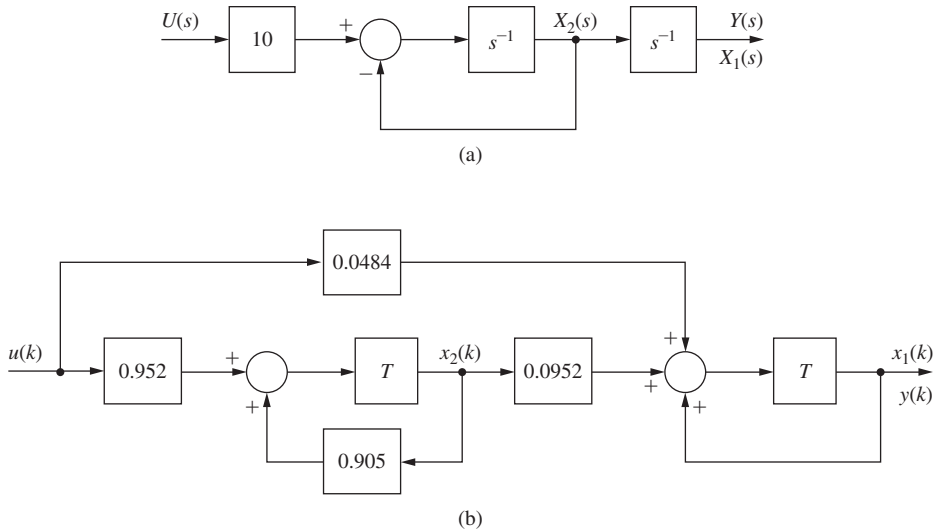 U(s)
10
+
−
s⁻¹
X₂(s)
s⁻¹
Y(s)
X₁(s)
(a)
0.0484
u(k)
0.952
+
+
T
x₂(k)
0.0952
+
+
+
T
x₁(k)
y(k)
0.905
(b)